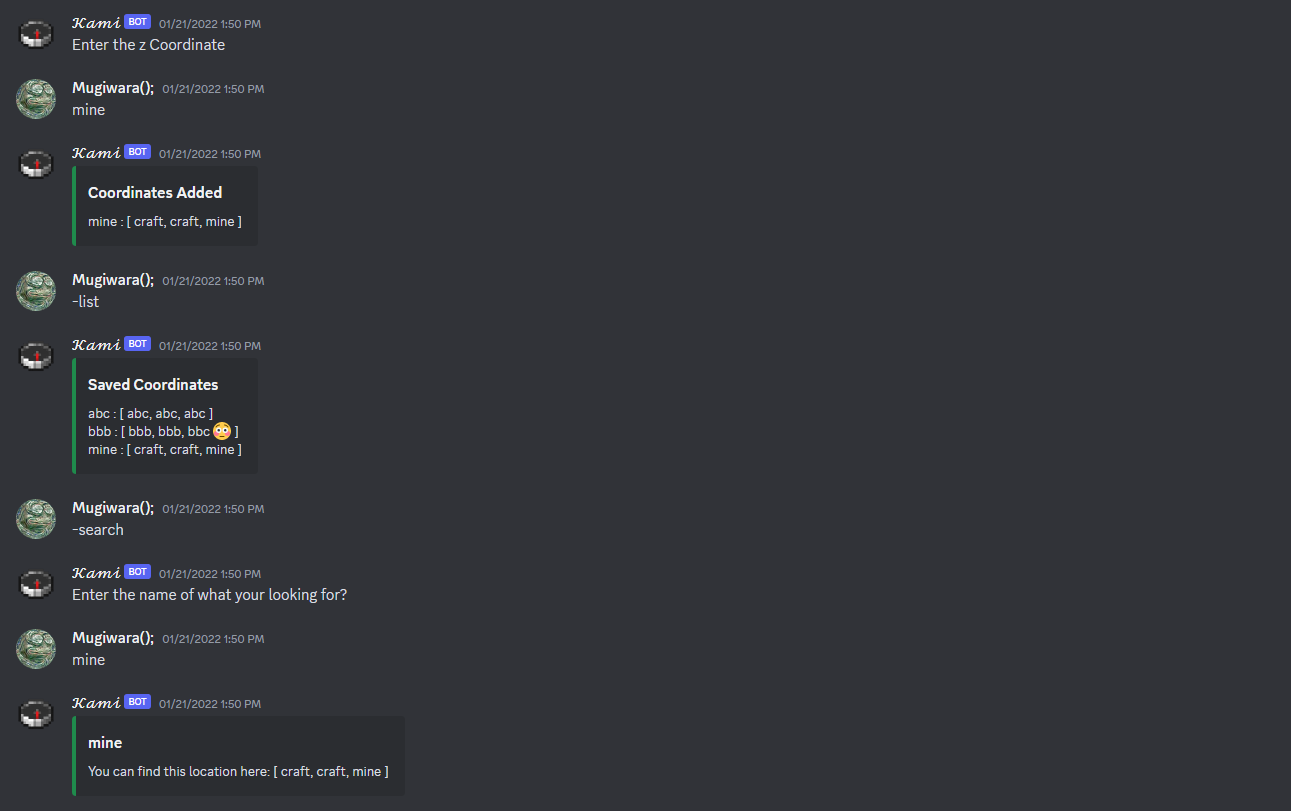 𝓚𝓪𝓶𝓲 BOT 01/21/2022 1:50 PM
Enter the z Coordinate
Mugiwara(); 01/21/2022 1:50 PM
mine
𝓚𝓪𝓶𝓲 BOT 01/21/2022 1:50 PM
Coordinates Added
mine : [ craft, craft, mine ]
Mugiwara(); 01/21/2022 1:50 PM
-list
𝓚𝓪𝓶𝓲 BOT 01/21/2022 1:50 PM
Saved Coordinates
abc : [ abc, abc, abc ]
bbb : [ bbb, bbb, bbc 😳 ]
mine : [ craft, craft, mine ]
Mugiwara(); 01/21/2022 1:50 PM
-search
𝓚𝓪𝓶𝓲 BOT 01/21/2022 1:50 PM
Enter the name of what your looking for?
Mugiwara(); 01/21/2022 1:50 PM
mine
𝓚𝓪𝓶𝓲 BOT 01/21/2022 1:50 PM
mine
You can find this location here: [ craft, craft, mine ]